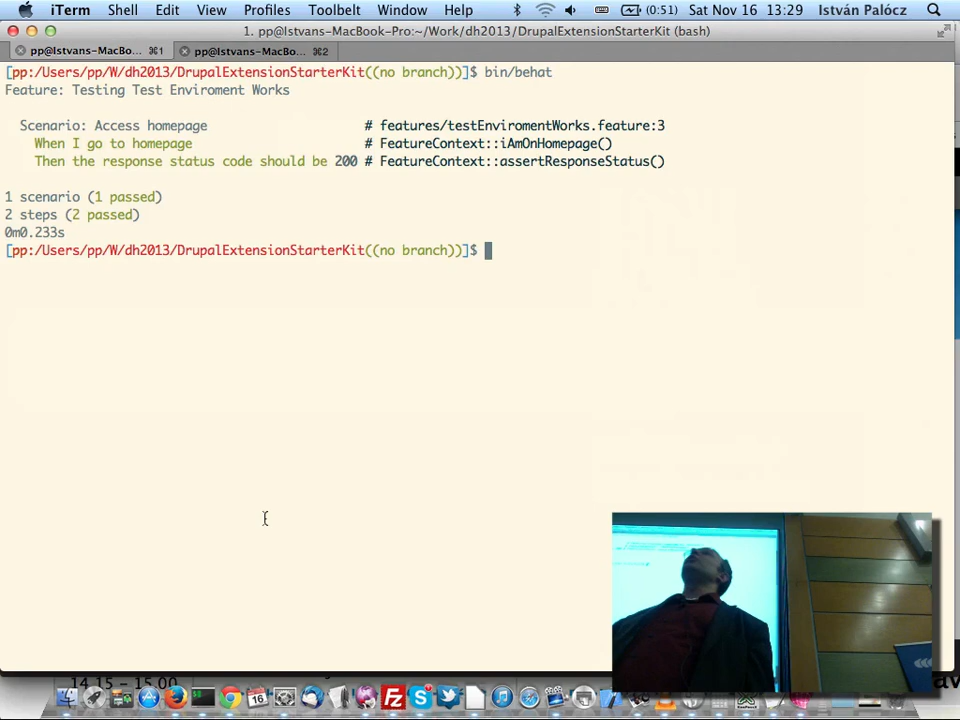 iTerm Shell Edit View Profiles Toolbelt Window Help (0:51) Sat Nov 16 13:29 István Palócz
1. pp@Istvans-MacBook-Pro:~/Work/dh2013/DrupalExtensionStarterKit (bash)
pp@Istvans-MacBo... ⌘1 pp@Istvans-MacBo... ⌘2
[pp:/Users/pp/W/dh2013/DrupalExtensionStarterKit((no branch))]$ bin/behat
Feature: Testing Test Enviroment Works
Scenario: Access homepage # features/testEnviromentWorks.feature:3
When I go to homepage # FeatureContext::iAmOnHomepage()
Then the response status code should be 200 # FeatureContext::assertResponseStatus()
1 scenario (1 passed)
2 steps (2 passed)
0m0.233s
[pp:/Users/pp/W/dh2013/DrupalExtensionStarterKit((no branch))]$
14.15 - 15.00